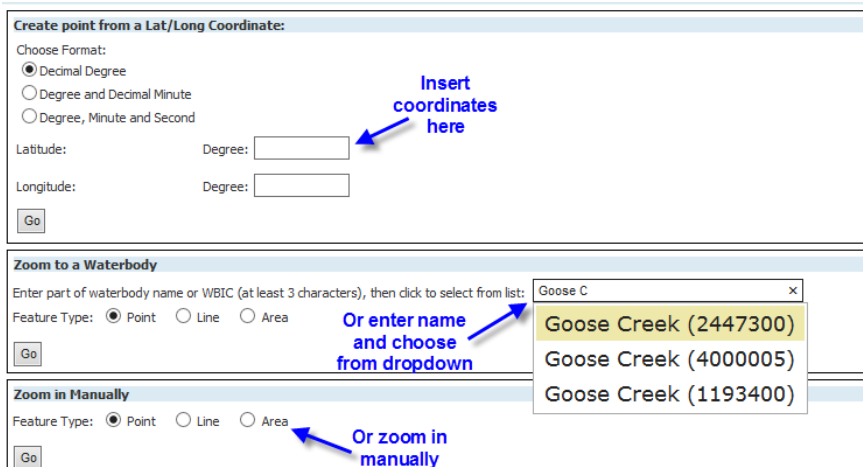 Create point from a Lat/Long Coordinate:
Choose Format:
Decimal Degree
Degree and Decimal Minute
Degree, Minute and Second
Insert
coordinates
here
Latitude: Degree:
Longitude: Degree:
Go
Zoom to a Waterbody
Enter part of waterbody name or WBIC (at least 3 characters), then click to select from list: Goose C x
Feature Type: Point Line Area
Go
Or enter name
and choose
from dropdown
Goose Creek (2447300)
Goose Creek (4000005)
Goose Creek (1193400)
Zoom in Manually
Feature Type: Point Line Area
Go
Or zoom in
manually